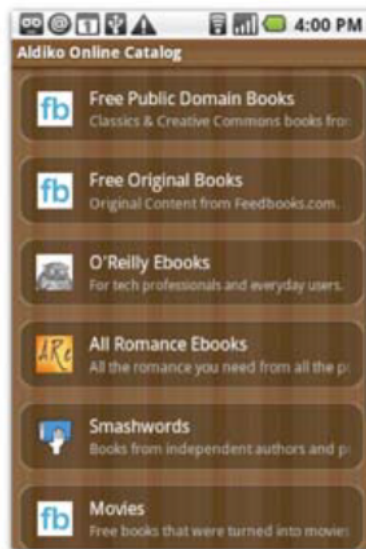 1 4:00 PM
Aldiko Online Catalog
fb Free Public Domain Books
Classics & Creative Commons books fro
fb Free Original Books
Original Content from Feedbooks.com.
O'Reilly Ebooks
For tech professionals and everyday users.
ARe All Romance Ebooks
All the romance you need from all the p
Smashwords
Books from independent authors and p
fb Movies
Free books that were turned into movies